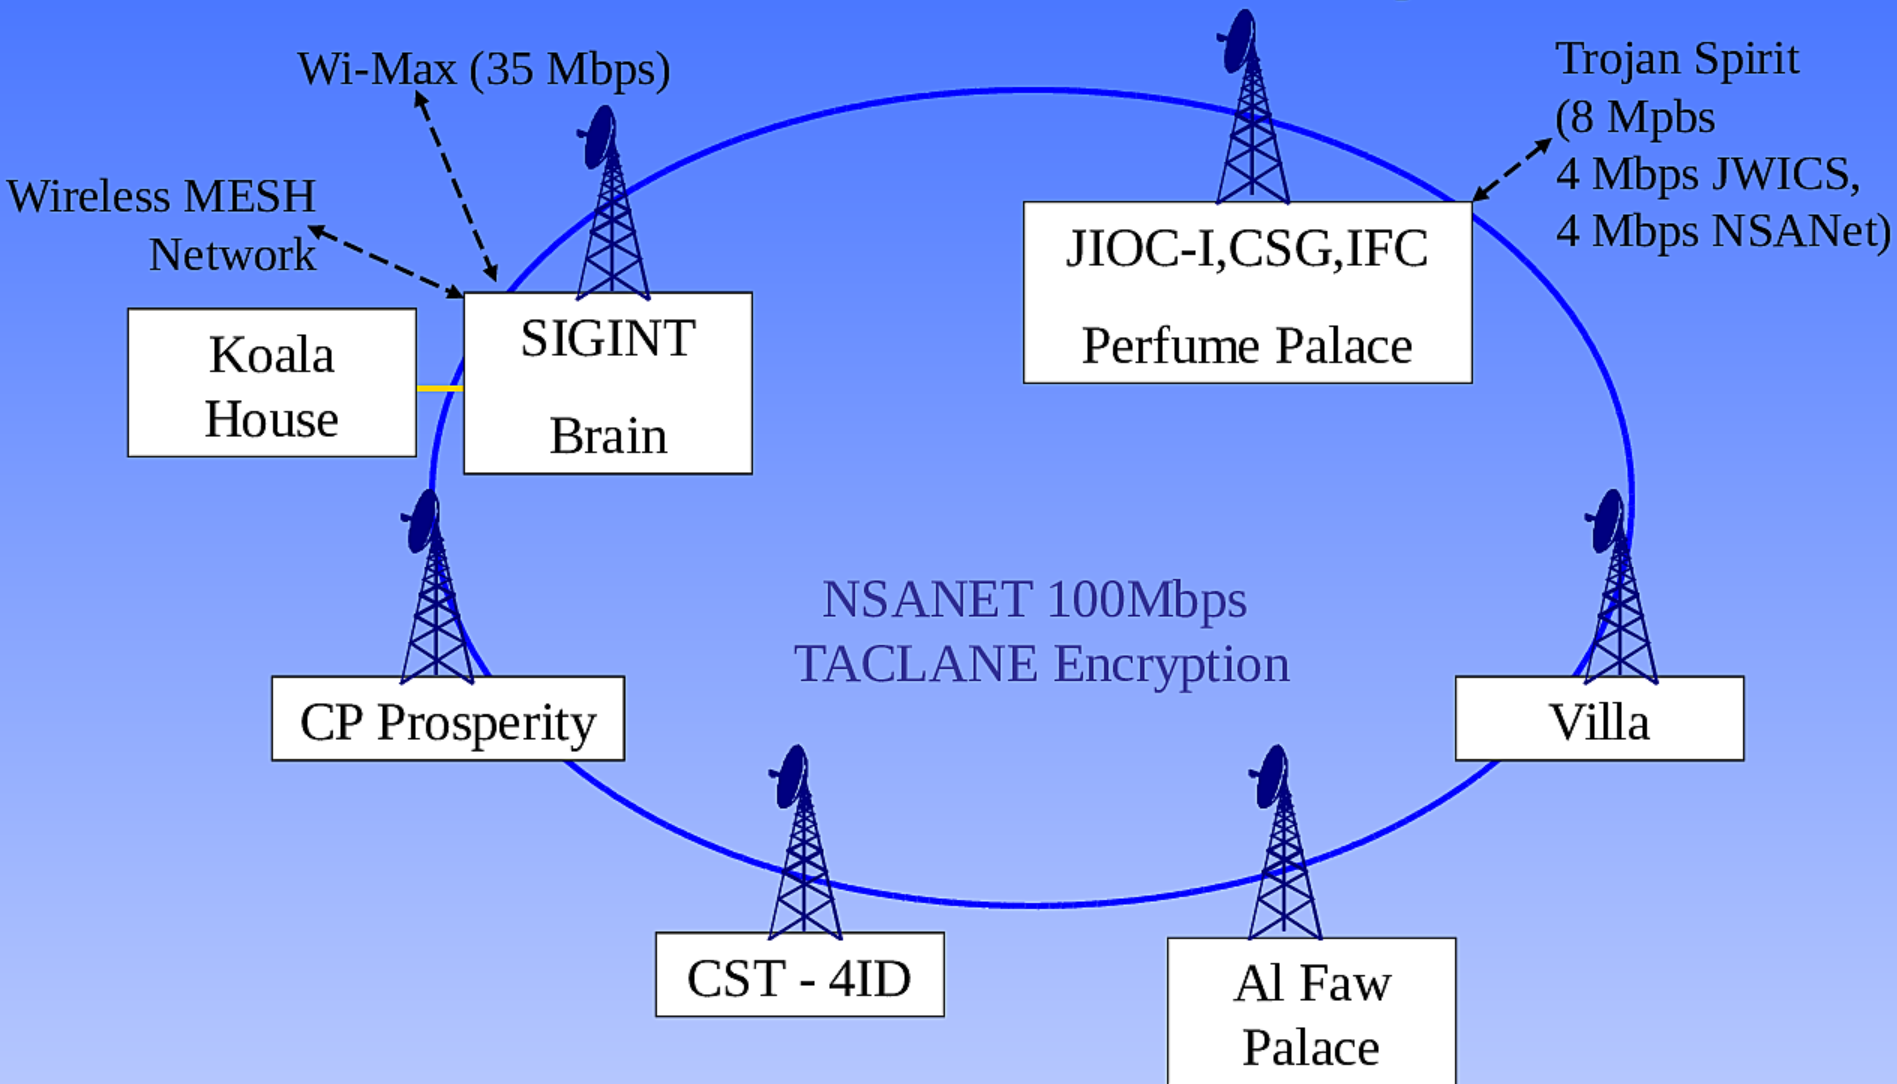 Wi-Max (35 Mbps)
Wireless MESH
Network
Koala
House
SIGINT
Brain
JIOC-I,CSG,IFC
Perfume Palace
Trojan Spirit
(8 Mpbs
4 Mbps JWICS,
4 Mbps NSANet)
NSANET 100Mbps
TACLANE Encryption
CP Prosperity
Villa
CST - 4ID
Al Faw
Palace